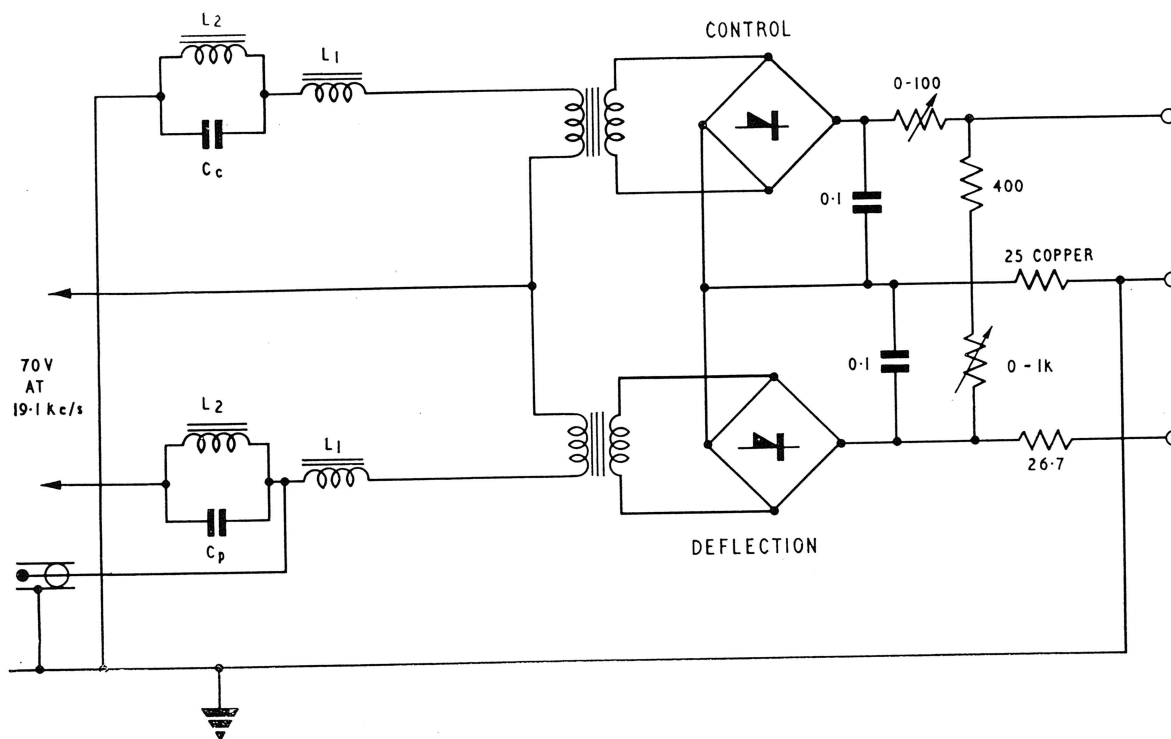 L2
L1
Cc
CONTROL
0-100
400
0·1
25 COPPER
70V
AT
19·1 Kc/s
0·1
0-1K
L2
L1
Cp
26·7
DEFLECTION